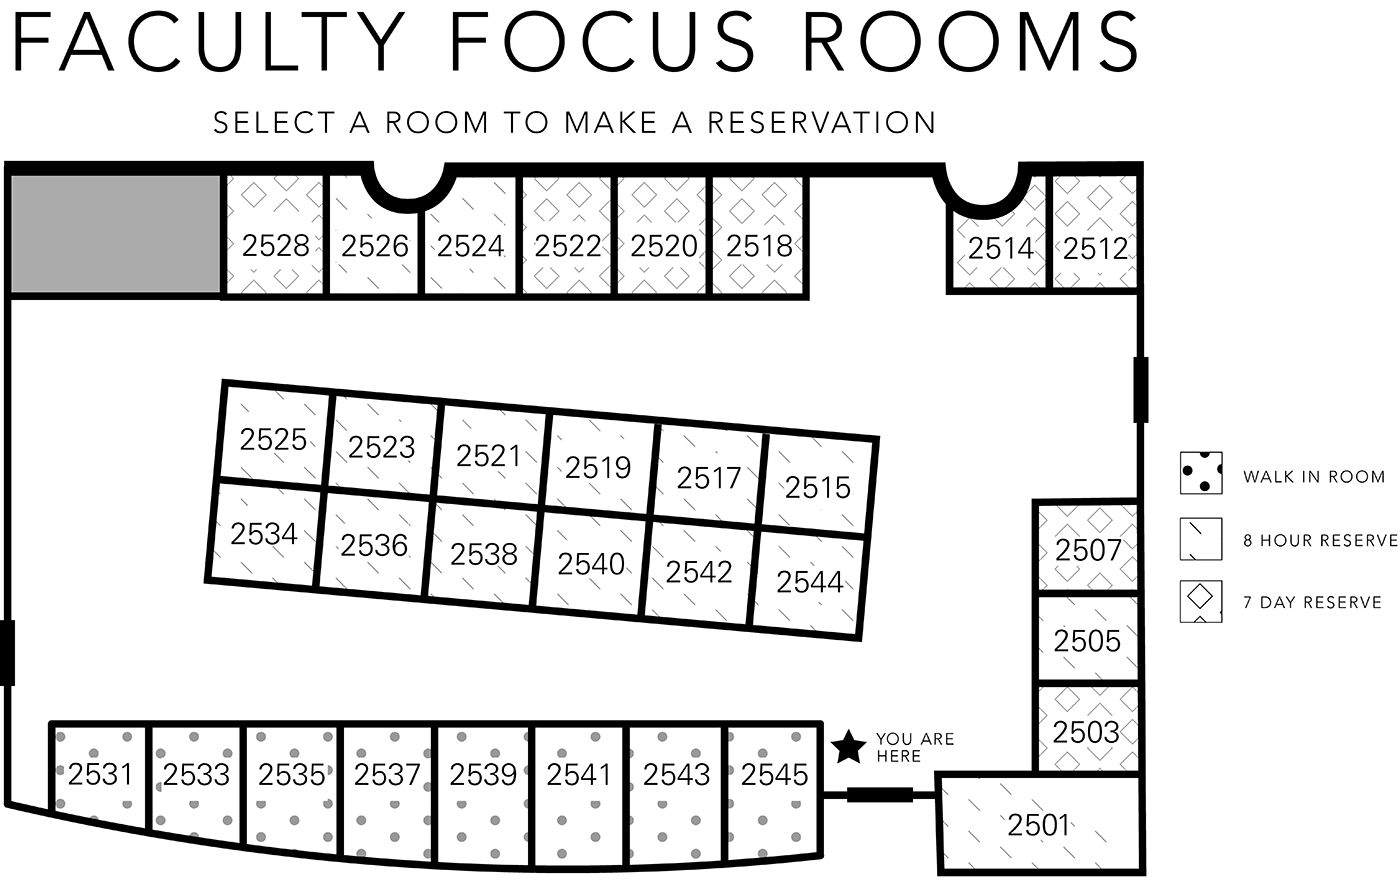 FACULTY FOCUS ROOMS
SELECT A ROOM TO MAKE A RESERVATION
2528 2526 2524 2522 2520 2518 2514 2512
2525 2523 2521 2519 2517 2515
2534 2536 2538 2540 2542 2544
2507
2505
2503
2501
2531 2533 2535 2537 2539 2541 2543 2545
YOU ARE
HERE
WALK IN ROOM
8 HOUR RESERVE
7 DAY RESERVE